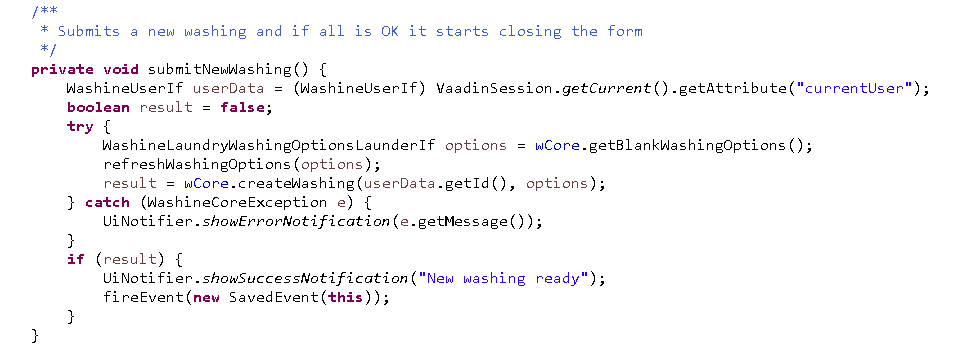 /**
 * Submits a new washing and if all is OK it starts closing the form
 */
private void submitNewWashing() {
    WashineUserIf userData = (WashineUserIf) VaadinSession.getCurrent().getAttribute("currentUser");
    boolean result = false;
    try {
        WashineLaundryWashingOptionsLaunderIf options = wCore.getBlankWashingOptions();
        refreshWashingOptions(options);
        result = wCore.createWashing(userData.getId(), options);
    } catch (WashineCoreException e) {
        UiNotifier.showErrorNotification(e.getMessage());
    }
    if (result) {
        UiNotifier.showSuccessNotification("New washing ready");
        fireEvent(new SavedEvent(this));
    }
}